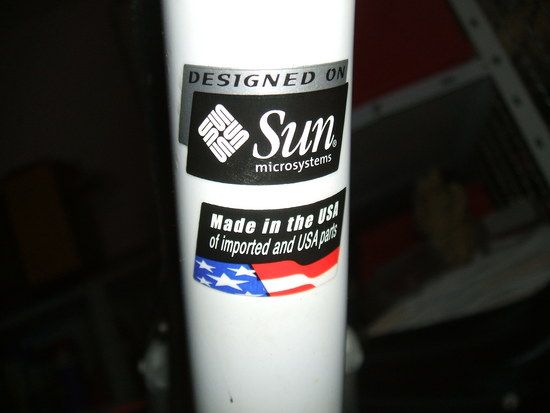 DESIGNED ON
Sun
microsystems
Made in the USA
of imported and USA parts